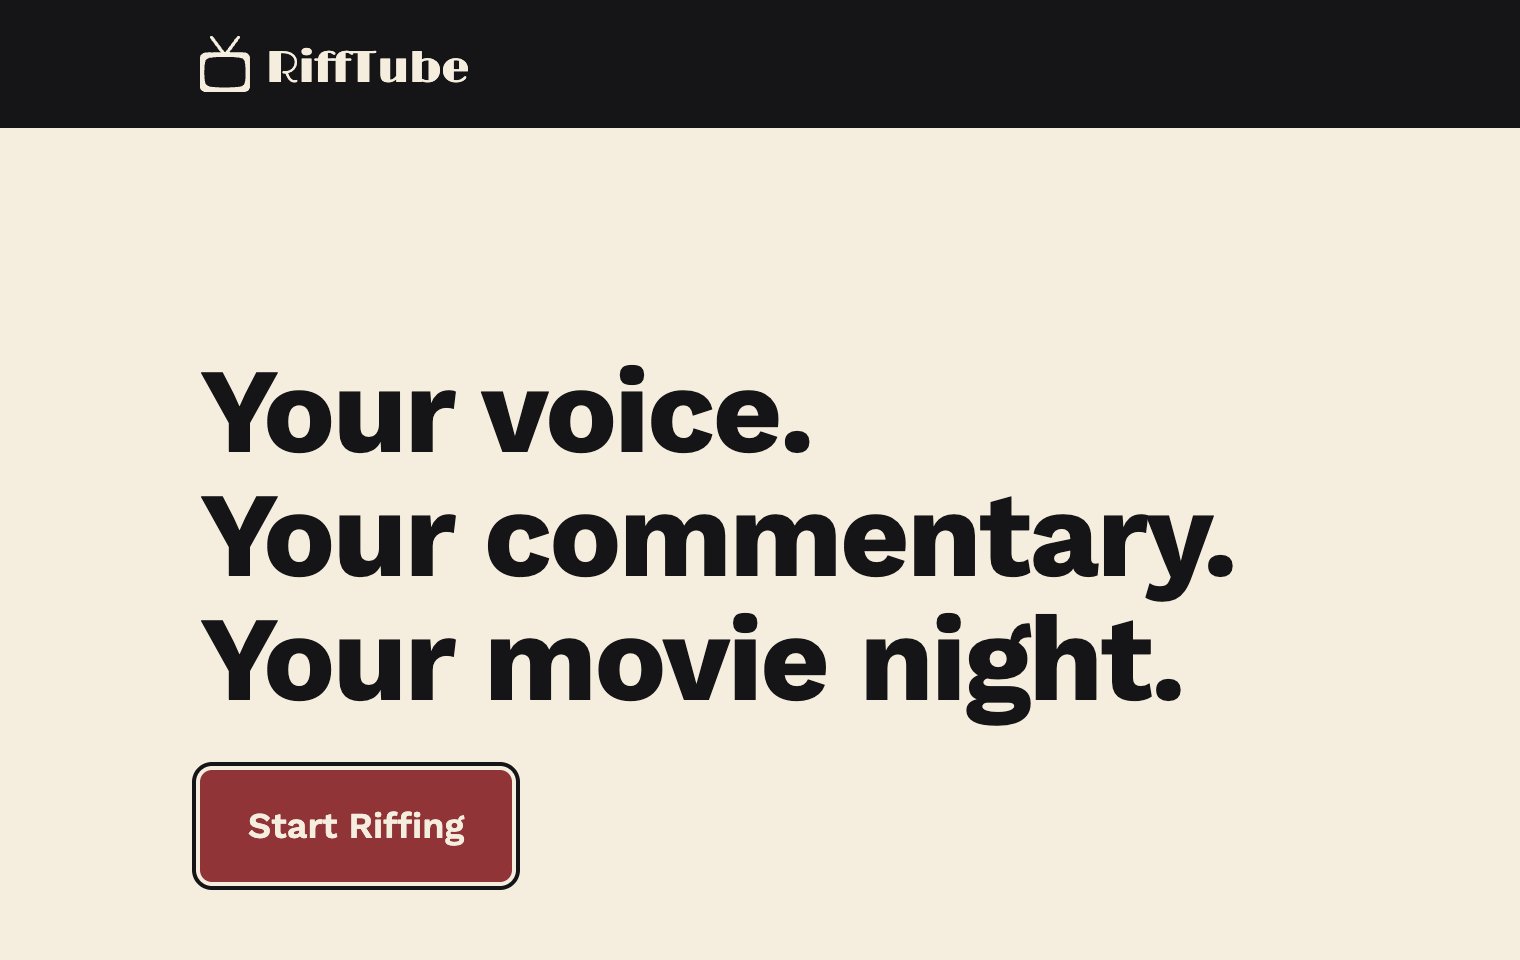 RiffTube
Your voice.
Your commentary.
Your movie night.
Start Riffing